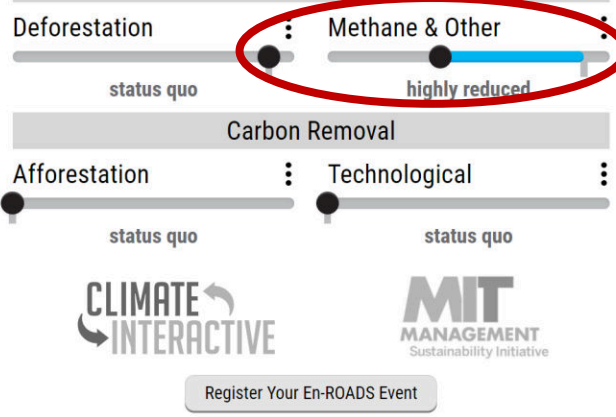 Deforestation Methane & Other
status quo highly reduced
Carbon Removal
Afforestation Technological
status quo status quo
CLIMATE INTERACTIVE
MIT
MANAGEMENT
Sustainability Initiative
Register Your En-ROADS Event